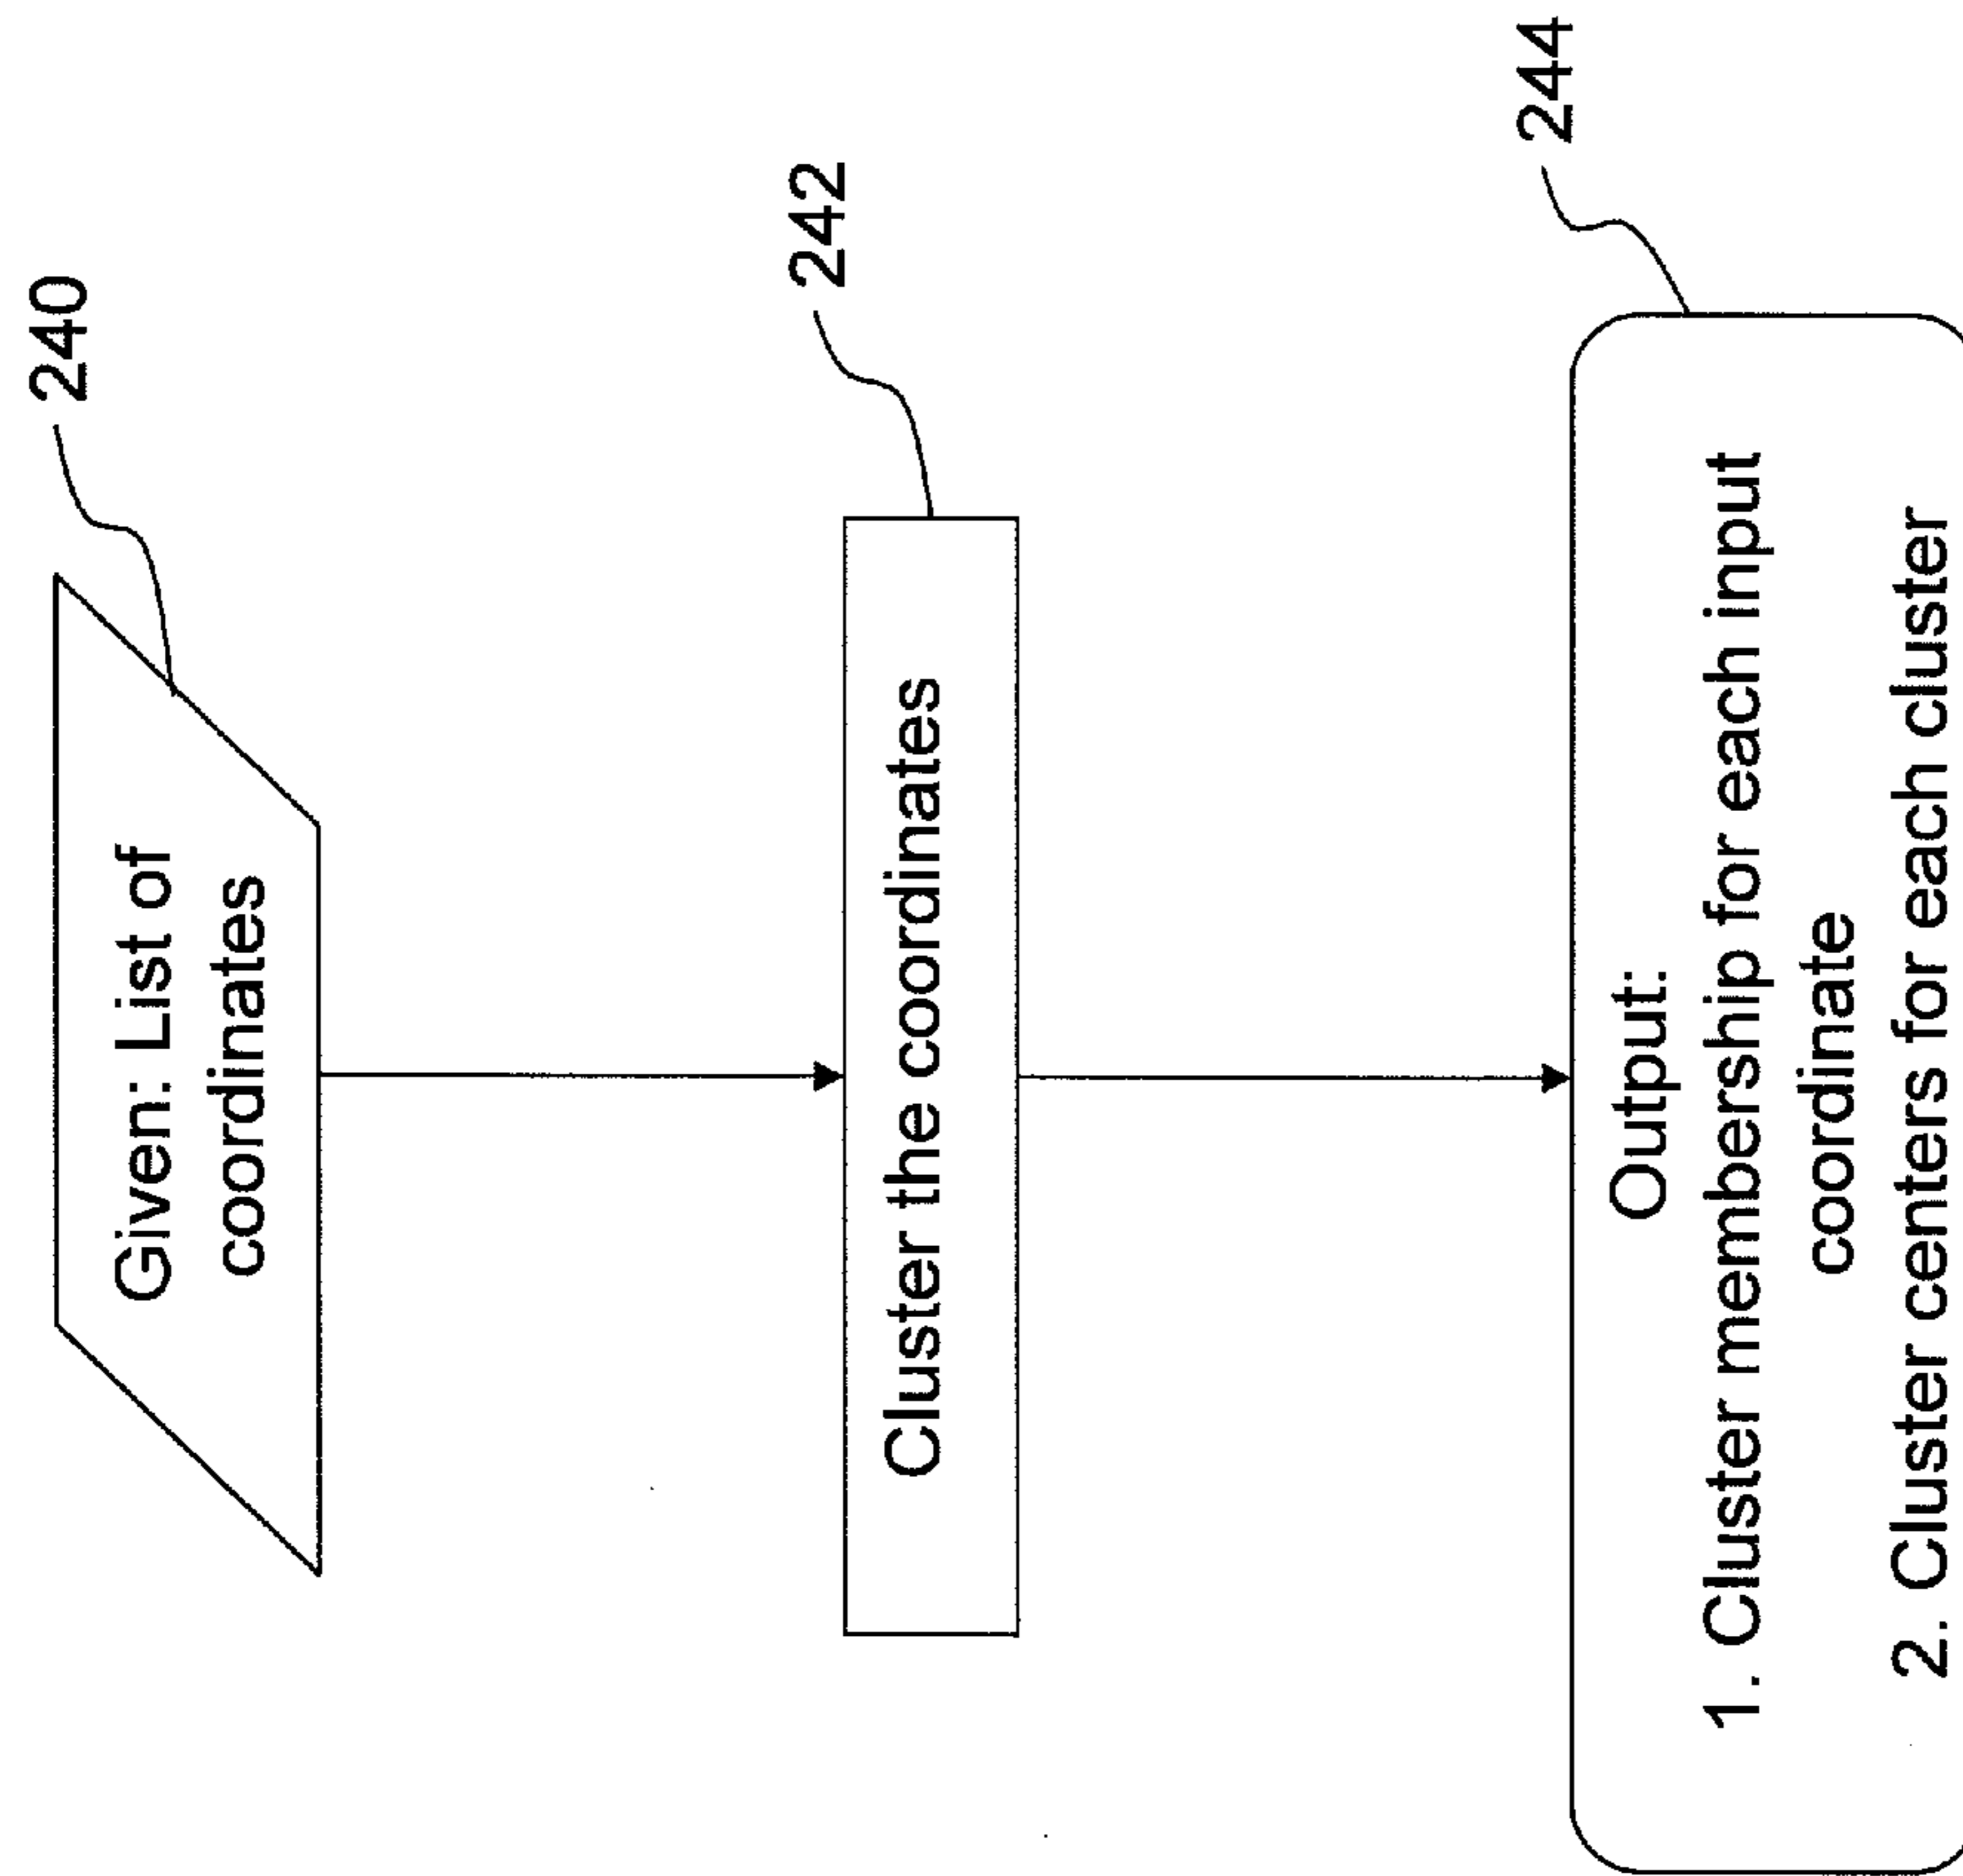 240
Given: List of
coordinates
242
Cluster the coordinates
244
Output:
1. Cluster membership for each input
coordinate
2. Cluster centers for each cluster